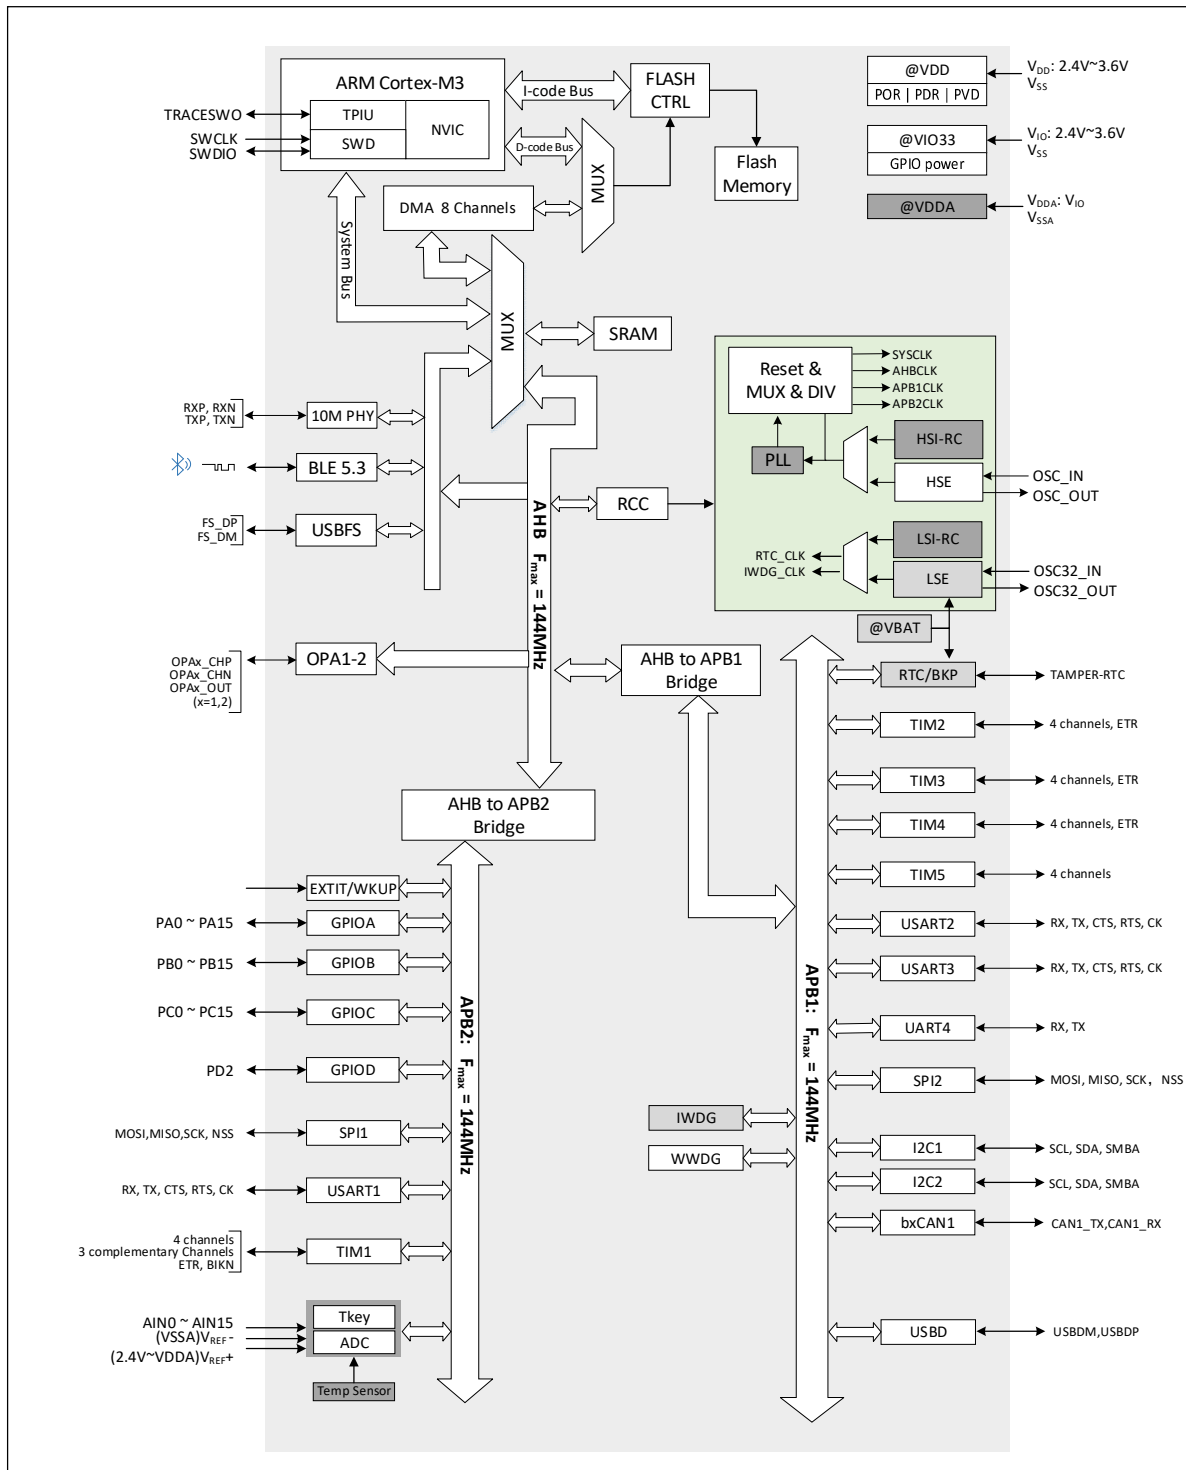 ARM Cortex-M3
TPIU
SWD
NVIC
TRACESWO
SWCLK
SWDIO
I-code Bus
D-code Bus
FLASH
CTRL
MUX
Flash
Memory
DMA 8 Channels
System Bus
MUX
SRAM
@VDD
POR | PDR | PVD
VDD: 2.4V~3.6V
VSS
@VIO33
GPIO power
VIO: 2.4V~3.6V
VSS
@VDDA
VDDA: VIO
VSSA
RXP, RXN
TXP, TXN
10M PHY
BLE 5.3
FS_DP
FS_DM
USBFS
AHB Fmax = 144MHz
RCC
Reset &
MUX & DIV
SYSCLK
AHBCLK
APB1CLK
APB2CLK
PLL
HSI-RC
HSE
OSC_IN
OSC_OUT
LSI-RC
LSE
RTC_CLK
IWDG_CLK
OSC32_IN
OSC32_OUT
@VBAT
OPAx_CHP
OPAx_CHN
OPAx_OUT
(x=1,2)
OPA1-2
AHB to APB1
Bridge
AHB to APB2
Bridge
RTC/BKP
TAMPER-RTC
TIM2
4 channels, ETR
TIM3
4 channels, ETR
TIM4
4 channels, ETR
TIM5
4 channels
USART2
RX, TX, CTS, RTS, CK
USART3
RX, TX, CTS, RTS, CK
UART4
RX, TX
SPI2
MOSI, MISO, SCK, NSS
I2C1
SCL, SDA, SMBA
I2C2
SCL, SDA, SMBA
bxCAN1
CAN1_TX,CAN1_RX
USBD
USBDM,USBDP
APB1: Fmax = 144MHz
IWDG
WWDG
EXTIT/WKUP
PA0 ~ PA15
GPIOA
PB0 ~ PB15
GPIOB
PC0 ~ PC15
GPIOC
PD2
GPIOD
MOSI,MISO,SCK, NSS
SPI1
RX, TX, CTS, RTS, CK
USART1
4 channels
3 complementary Channels
ETR, BIKN
TIM1
APB2: Fmax = 144MHz
AIN0 ~ AIN15
(VSSA)VREF-
(2.4V~VDDA)VREF+
Tkey
ADC
Temp Sensor